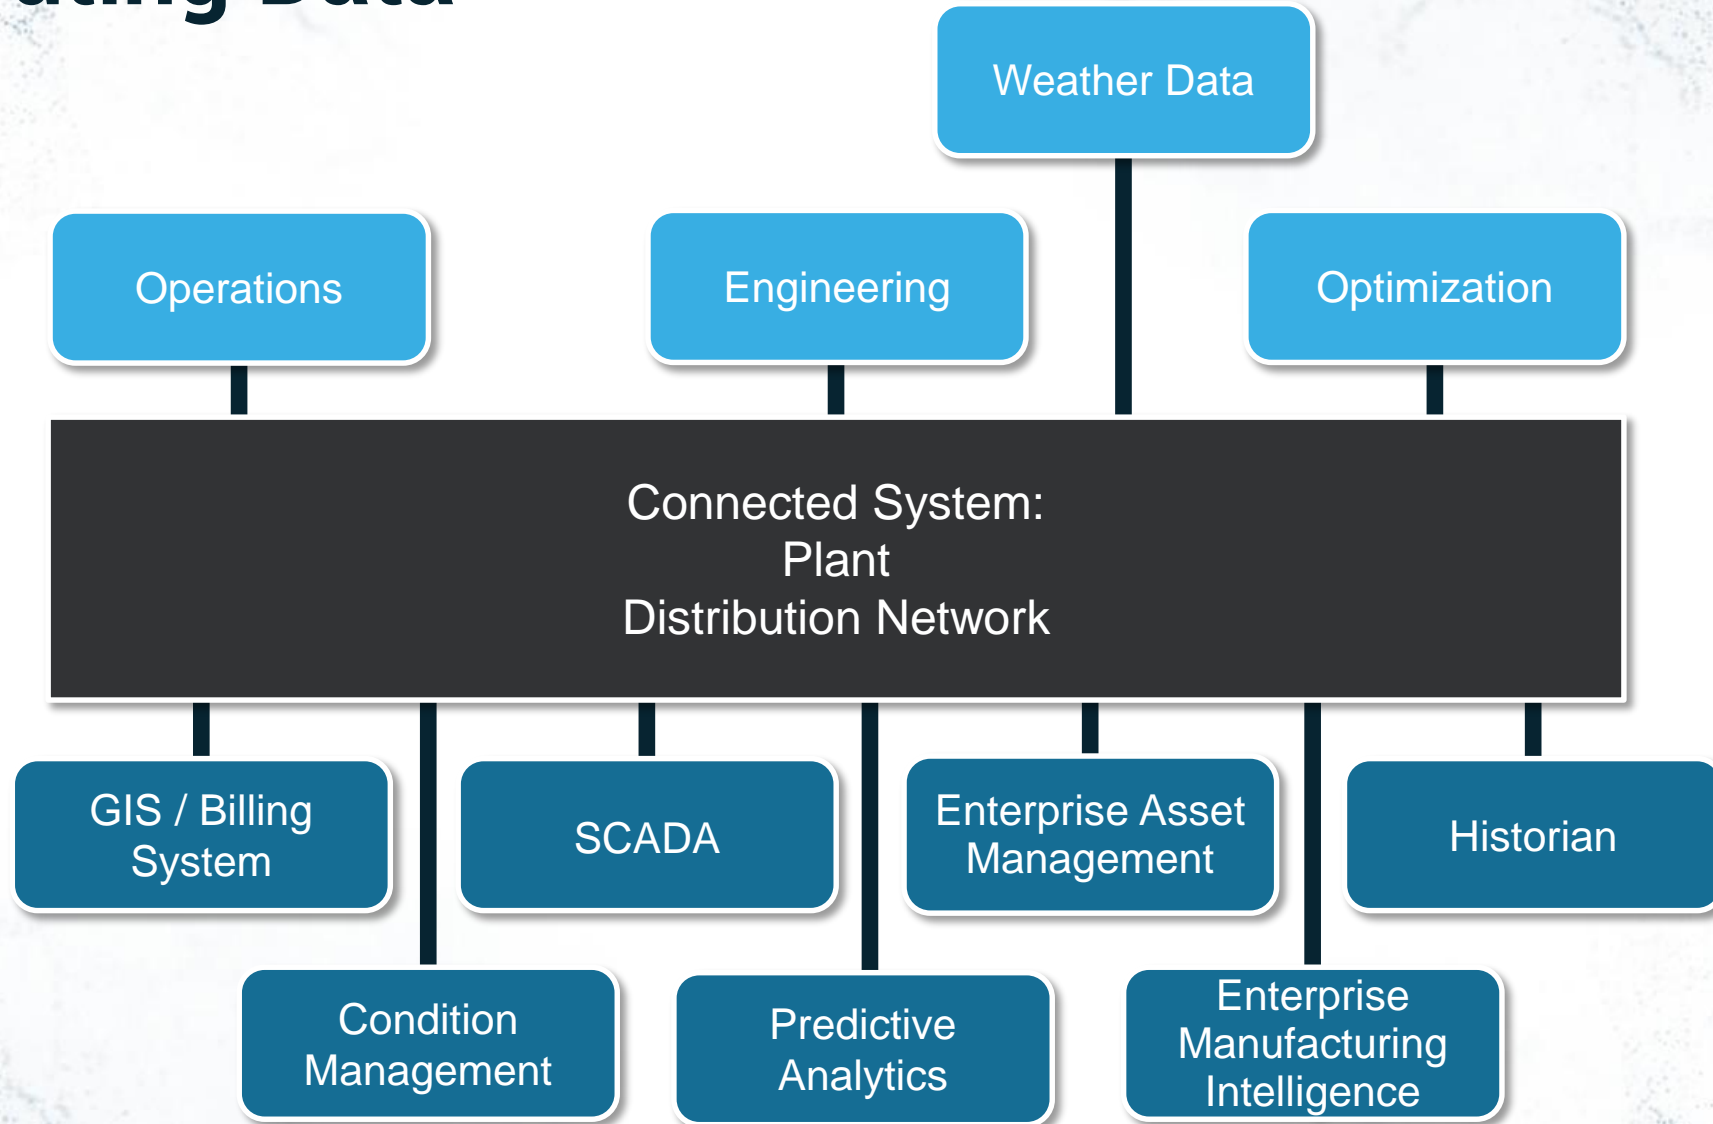 Data
Weather Data
Operations
Engineering
Optimization
Connected System:
Plant
Distribution Network
GIS / Billing
System
SCADA
Enterprise Asset
Management
Historian
Condition
Management
Predictive
Analytics
Enterprise
Manufacturing
Intelligence